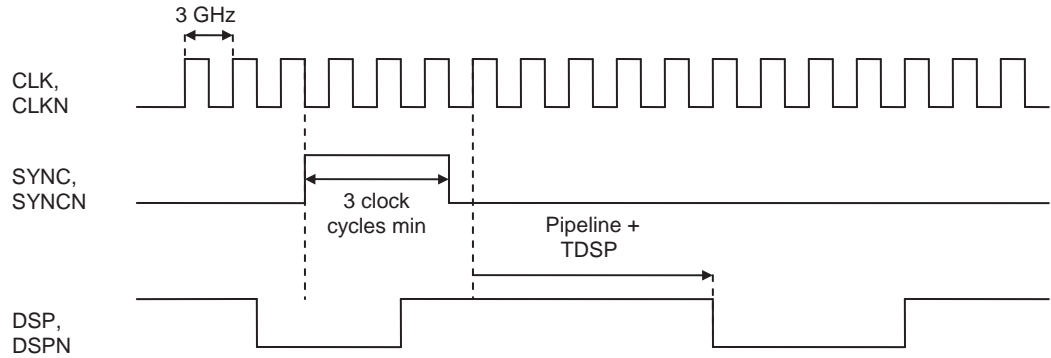 3 GHz
CLK,
CLKN
SYNC,
SYNCN
3 clock
cycles min
Pipeline +
TDSP
DSP,
DSPN